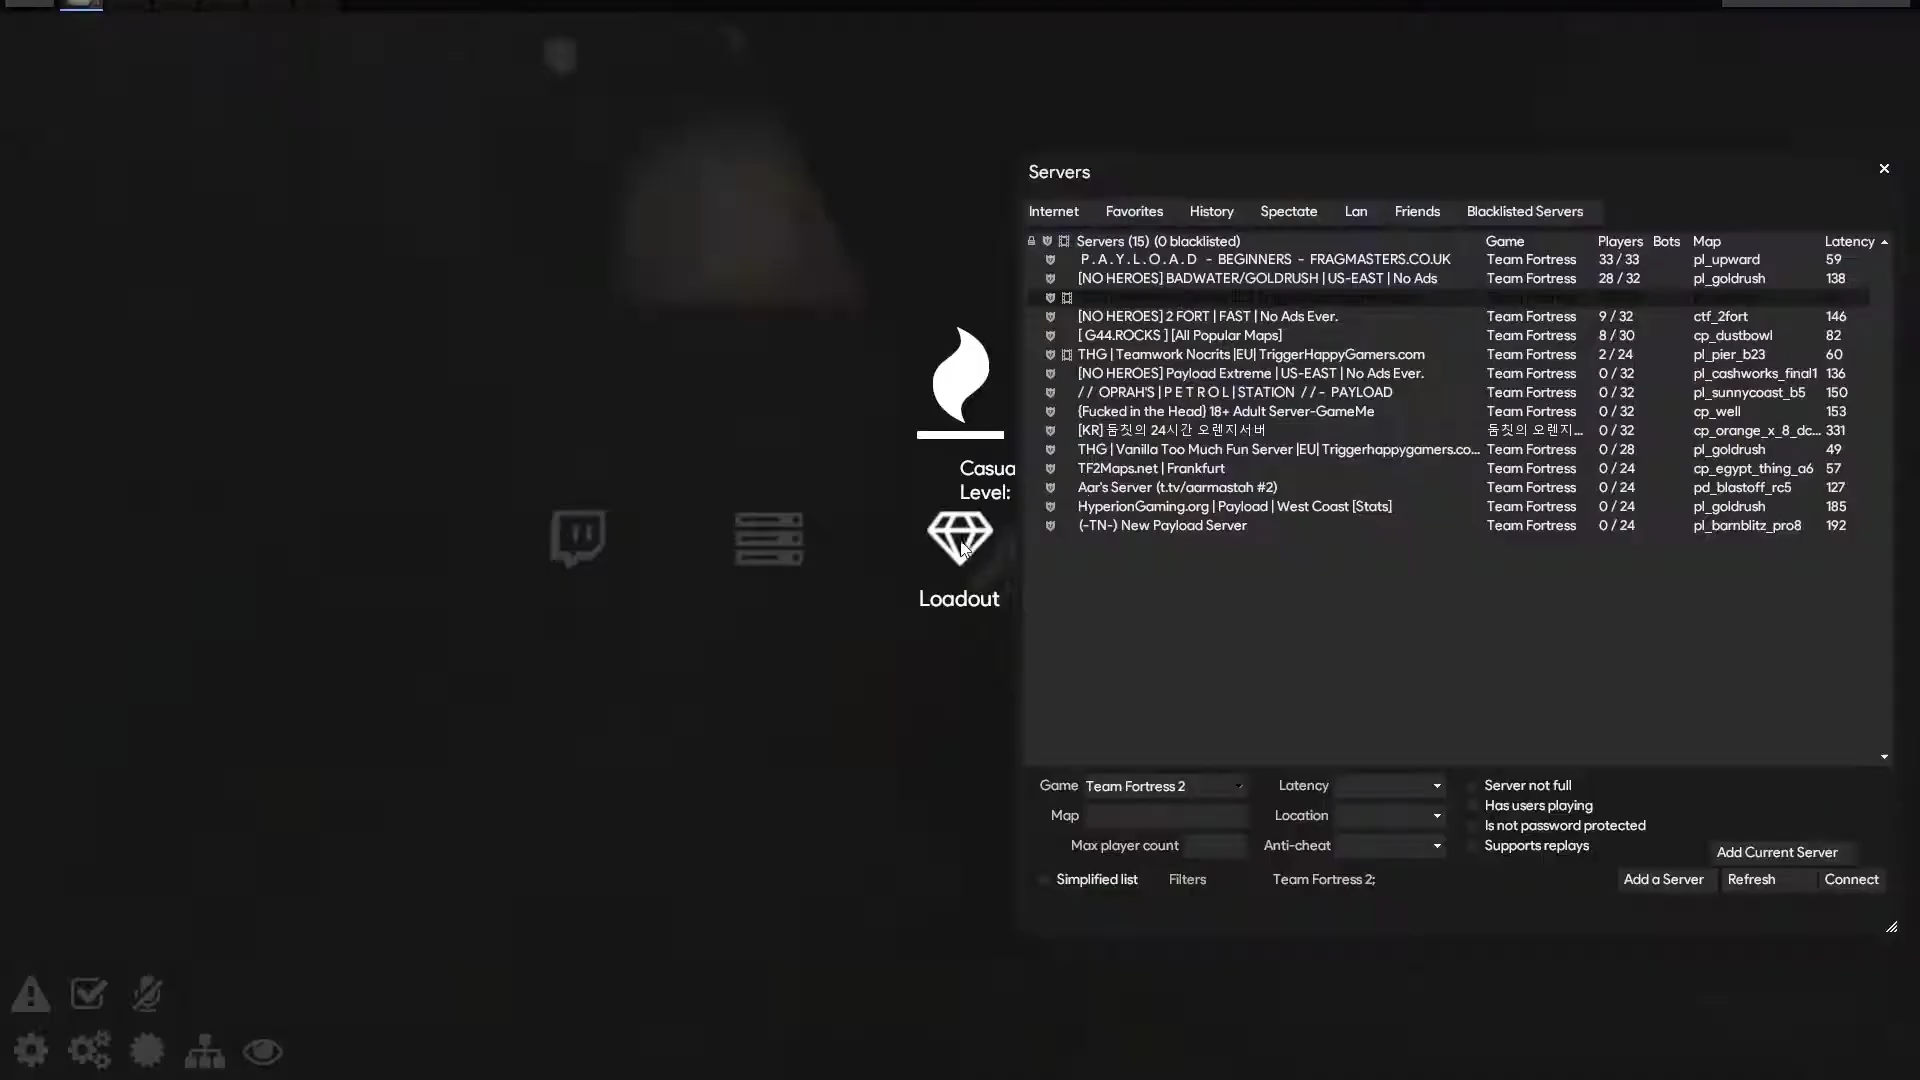 Servers
Internet Favorites History Spectate Lan Friends Blacklisted Servers
Servers (15) (0 blacklisted) Game Players Bots Map Latency
P.A.Y.L.O.A.D - BEGINNERS - FRAGMASTERS.CO.UK Team Fortress 33 / 33 pl_upward 59
[NO HEROES] BADWATER/GOLDRUSH | US-EAST | No Ads Team Fortress 28 / 32 pl_goldrush 138
[NO HEROES] 2 FORT | FAST | No Ads Ever. Team Fortress 9 / 32 ctf_2fort 146
[ G44.ROCKS ] [All Popular Maps] Team Fortress 8 / 30 cp_dustbowl 82
THG | Teamwork Nocrits |EU| TriggerHappyGamers.com Team Fortress 2 / 24 pl_pier_b23 60
[NO HEROES] Payload Extreme | US-EAST | No Ads Ever. Team Fortress 0 / 32 pl_cashworks_final1 136
// OPRAH'S | P E T R O L | STATION // - PAYLOAD Team Fortress 0 / 32 pl_sunnycoast_b5 150
{Fucked in the Head} 18+ Adult Server-GameMe Team Fortress 0 / 32 cp_well 153
[KR] 둠칫의 24시간 오렌지서버 둠칫의 오렌지... 0 / 32 cp_orange_x_8_dc... 331
THG | Vanilla Too Much Fun Server |EU| Triggerhappygamers.co... Team Fortress 0 / 28 pl_goldrush 49
TF2Maps.net | Frankfurt Team Fortress 0 / 24 cp_egypt_thing_a6 57
Aar's Server (t.tv/aarmastah #2) Team Fortress 0 / 24 pd_blastoff_rc5 127
HyperionGaming.org | Payload | West Coast [Stats] Team Fortress 0 / 24 pl_goldrush 185
(-TN-) New Payload Server Team Fortress 0 / 24 pl_barnblitz_pro8 192
Casua
Level:
Loadout
Game Team Fortress 2 Latency Server not full
Has users playing
Map Location
Is not password protected
Max player count Anti-cheat Supports replays
Add Current Server
Simplified list Filters Team Fortress 2; Add a Server Refresh Connect